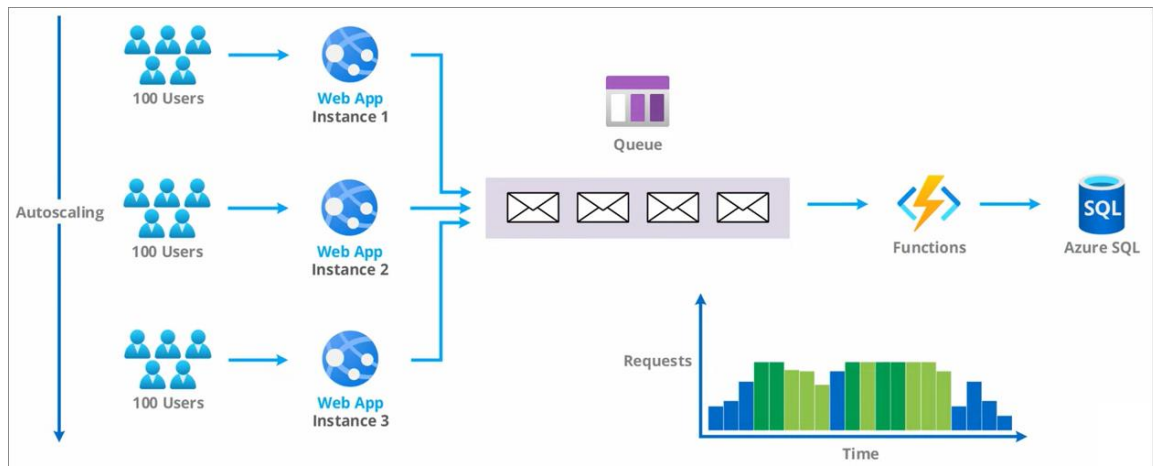 100 Users
Web App
Instance 1
Queue
Autoscaling
100 Users
Web App
Instance 2
Functions
SQL
Azure SQL
100 Users
Web App
Instance 3
Requests
Time